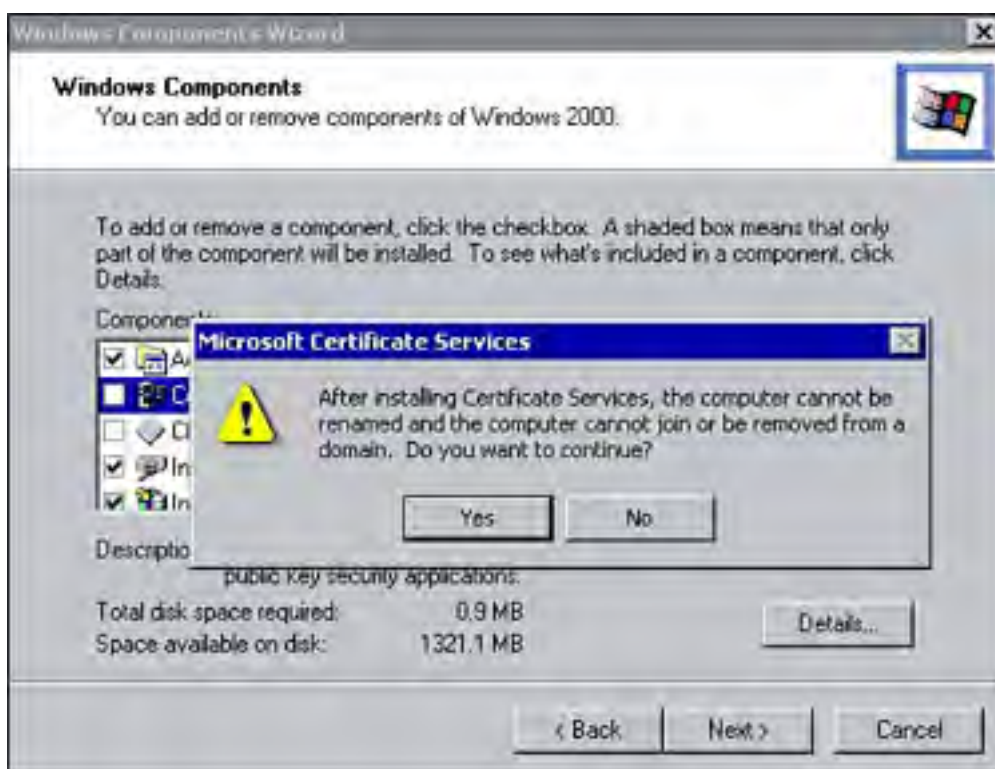 Windows Components Wizard
Windows Components
You can add or remove components of Windows 2000.
To add or remove a component, click the checkbox. A shaded box means that only
part of the component will be installed. To see what's included in a component, click
Details.
Microsoft Certificate Services
After installing Certificate Services, the computer cannot be
renamed and the computer cannot join or be removed from a
domain. Do you want to continue?
Yes No
public key security applications.
Total disk space required: 0.9 MB
Space available on disk: 1321.1 MB
Details...
< Back Next > Cancel